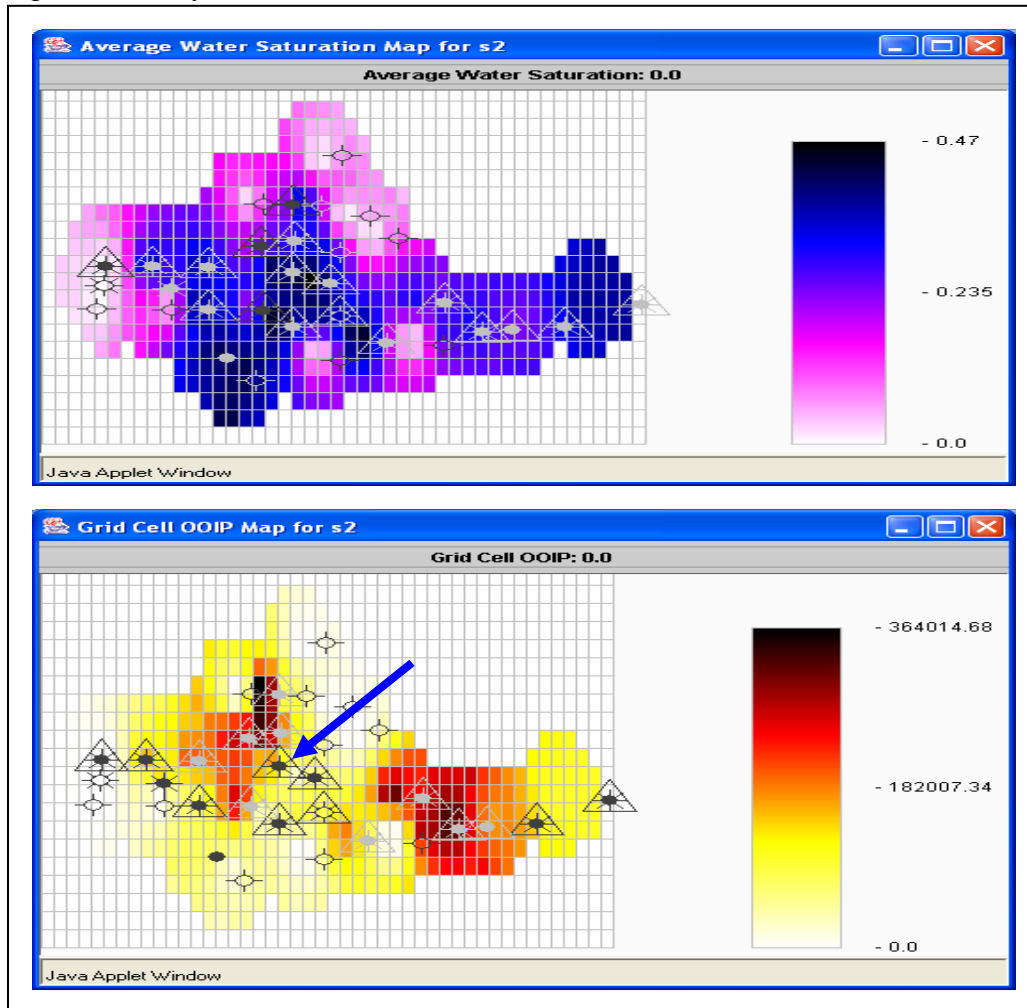 Average Water Saturation Map for s2
Average Water Saturation: 0.0
- 0.47
- 0.235
- 0.0
Java Applet Window
Grid Cell OOIP Map for s2
Grid Cell OOIP: 0.0
- 364014.68
- 182007.34
- 0.0
Java Applet Window